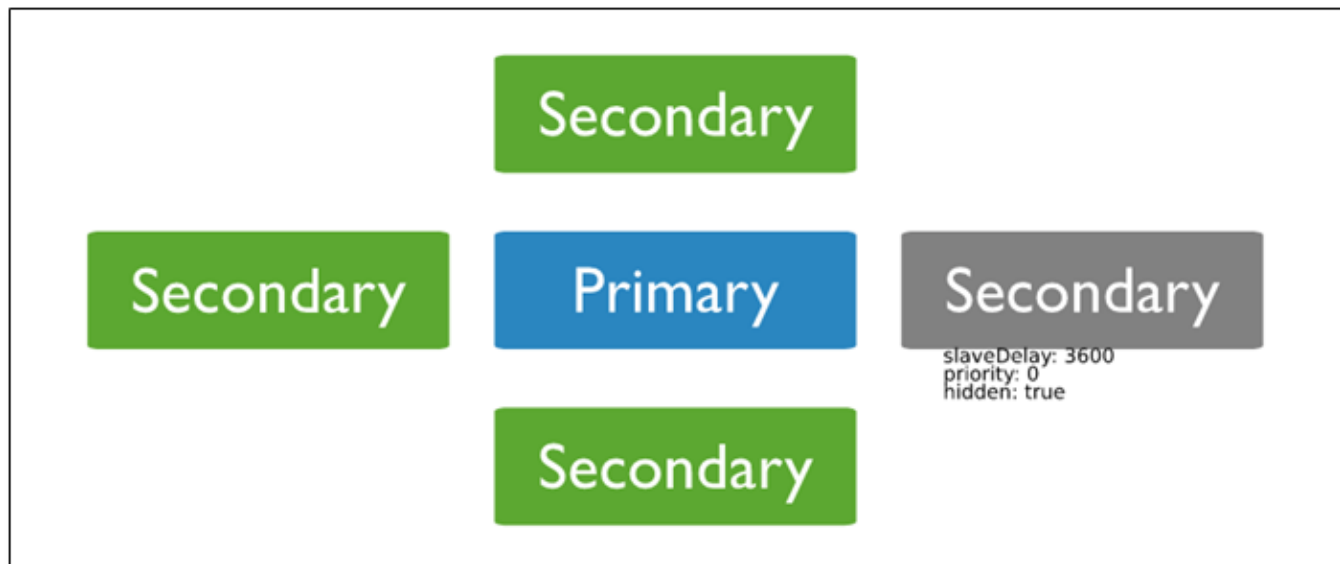 Secondary
Secondary
Primary
Secondary
slaveDelay: 3600
priority: 0
hidden: true
Secondary